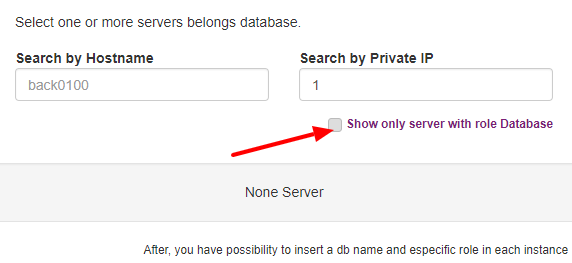 Select one or more servers belongs database.
Search by Hostname
Search by Private IP
back0100
1
Show only server with role Database
None Server
After, you have possibility to insert a db name and especific role in each instance